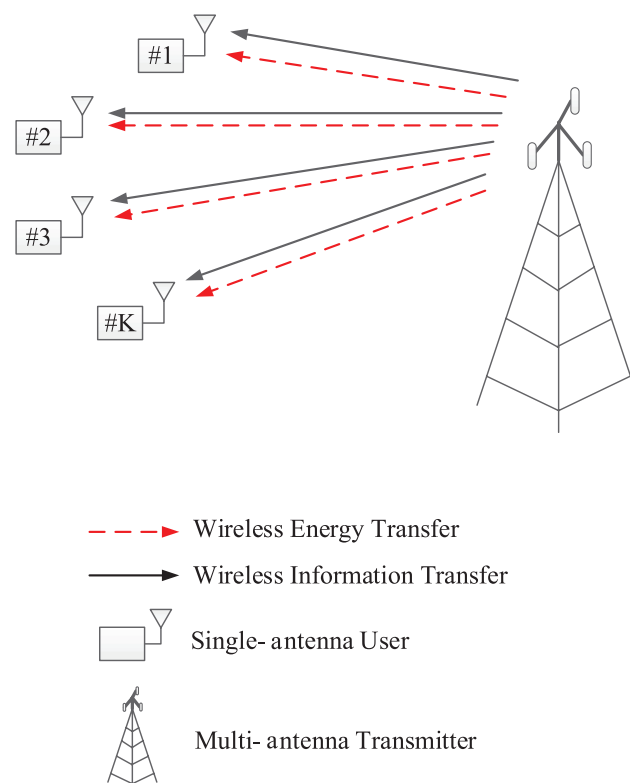 #1
#2
#3
#K
Wireless Energy Transfer
Wireless Information Transfer
Single- antenna User
Multi- antenna Transmitter